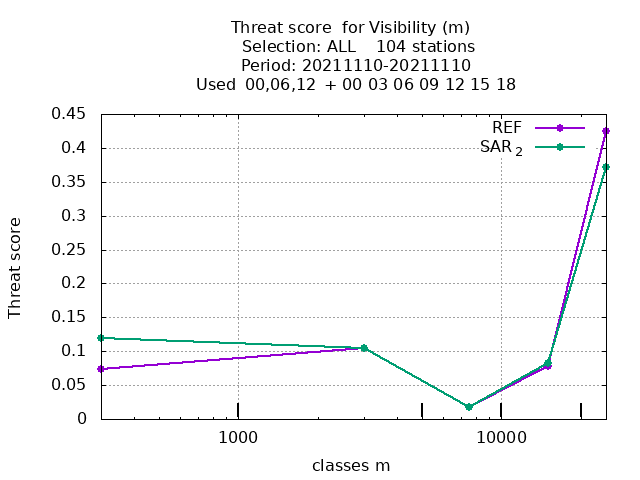 Threat score  for Visibility (m)
Selection: ALL    104 stations
Period: 20211110-20211110
Used  00,06,12  + 00 03 06 09 12 15 18
REF
SAR 2
0.45
0.4
0.35
0.3
0.25
0.2
0.15
0.1
0.05
0
Threat score
1000
10000
classes m